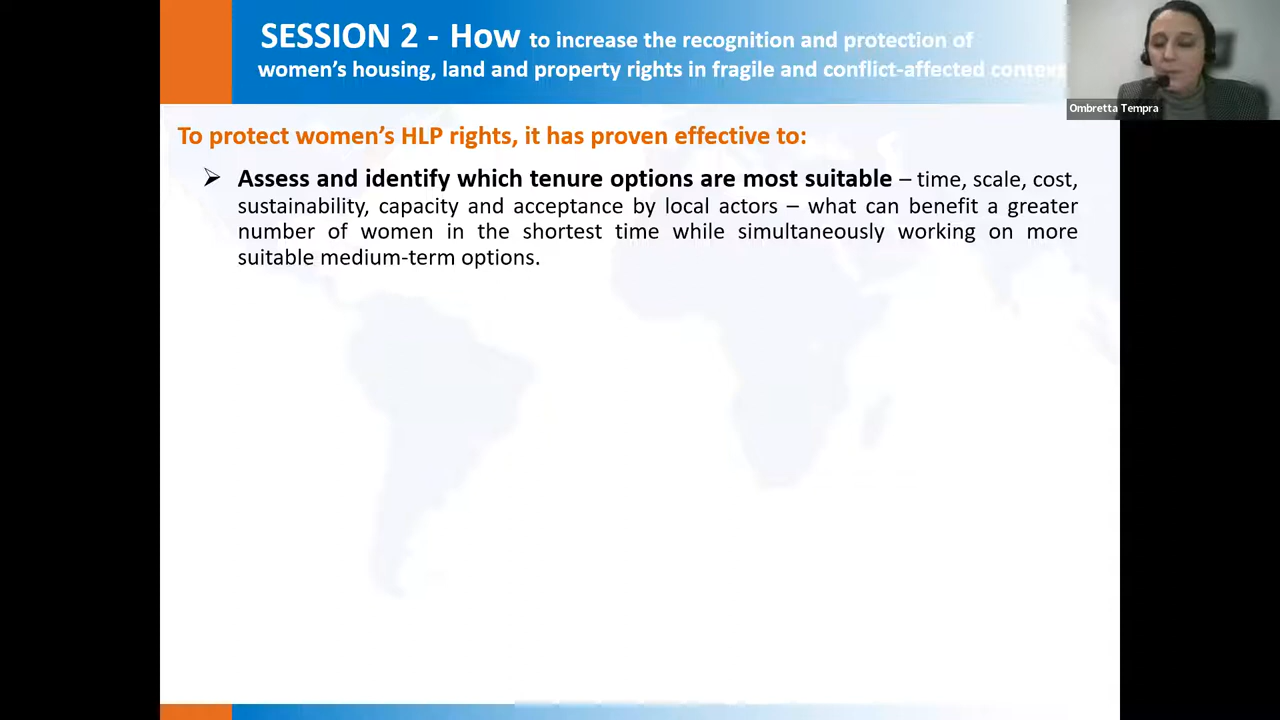 SESSION 2 - How to increase the recognition and protection of
women's housing, land and property rights in fragile and conflict-affected context
Ombretta Tempra
To protect women's HLP rights, it has proven effective to:
➢ Assess and identify which tenure options are most suitable – time, scale, cost,
sustainability, capacity and acceptance by local actors – what can benefit a greater
number of women in the shortest time while simultaneously working on more
suitable medium-term options.